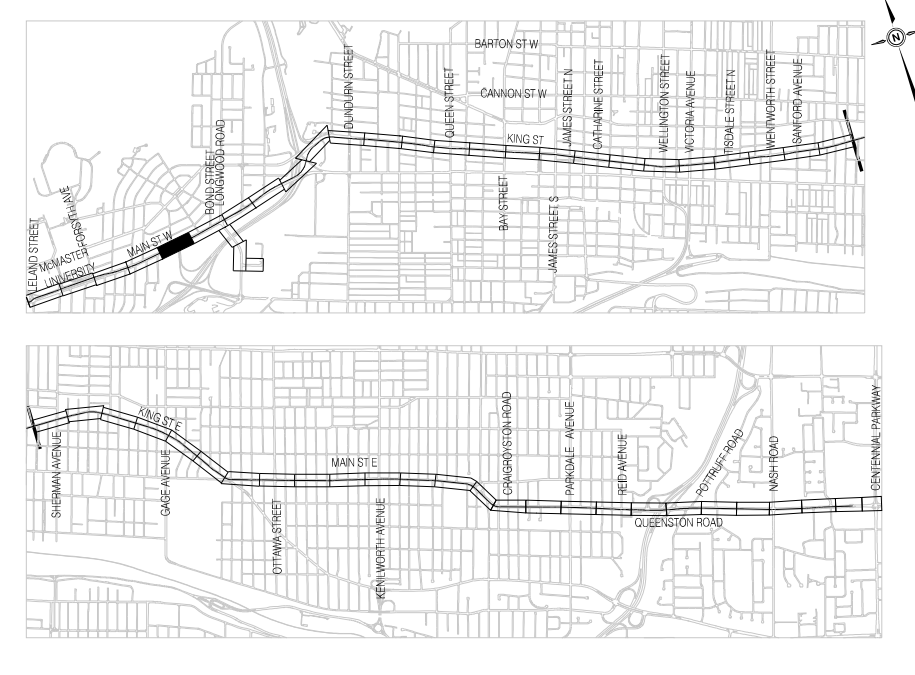 N
BARTON ST W
CANNON ST W
DUNDURN STREET
QUEEN STREET
JAMES STREET N
CATHARINE STREET
WELLINGTON STREET
VICTORIA AVENUE
TISDALE STREET N
WENTWORTH STREET
SANFORD AVENUE
KING ST
BOND STREET
LONGWOOD ROAD
BAY STREET
JAMES STREET S
LELAND STREET
FORSYTH AVE
McMASTER
UNIVERSITY
MAIN ST W
KING ST E
SHERMAN AVENUE
GAGE AVENUE
MAIN ST E
OTTAWA STREET
KENILWORTH AVENUE
CRAIGROYSTON ROAD
PARKDALE AVENUE
REID AVENUE
POTTRUFF ROAD
NASH ROAD
CENTENNIAL PARKWAY
QUEENSTON ROAD